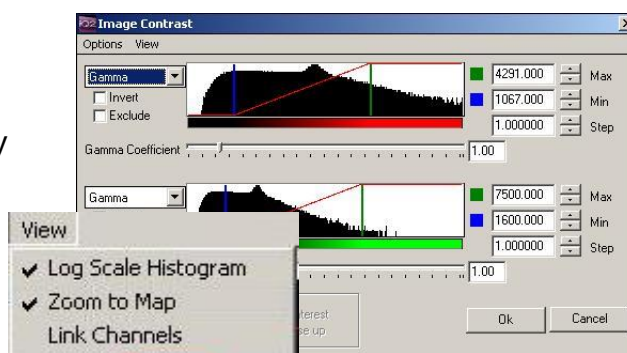 Image Contrast
Options View
Gamma
4291.000 Max
Invert
1067.000 Min
Exclude
1.000000 Step
Gamma Coefficient
1.00
Gamma
7500.000 Max
1600.000 Min
1.000000 Step
1.00
View
Log Scale Histogram
Zoom to Map
Link Channels
Ok
Cancel